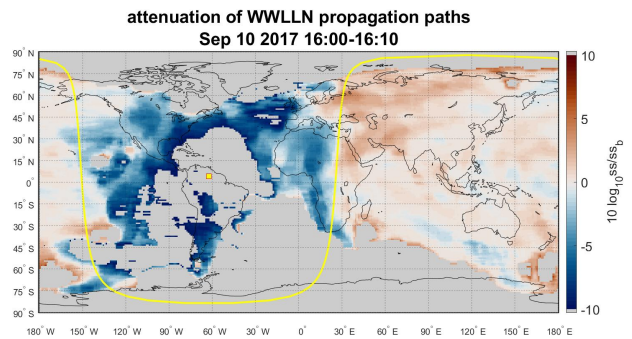 attenuation of WWLLN propagation paths
Sep 10 2017 16:00-16:10
90° N
75° N
60° N
45° N
30° N
15° N
0°
15° S
30° S
45° S
60° S
75° S
90° S
180° W 150° W 120° W 90° W 60° W 30° W 0° 30° E 60° E 90° E 120° E 150° E 180° E
10
5
0
-5
-10
10 log10ss/ssb